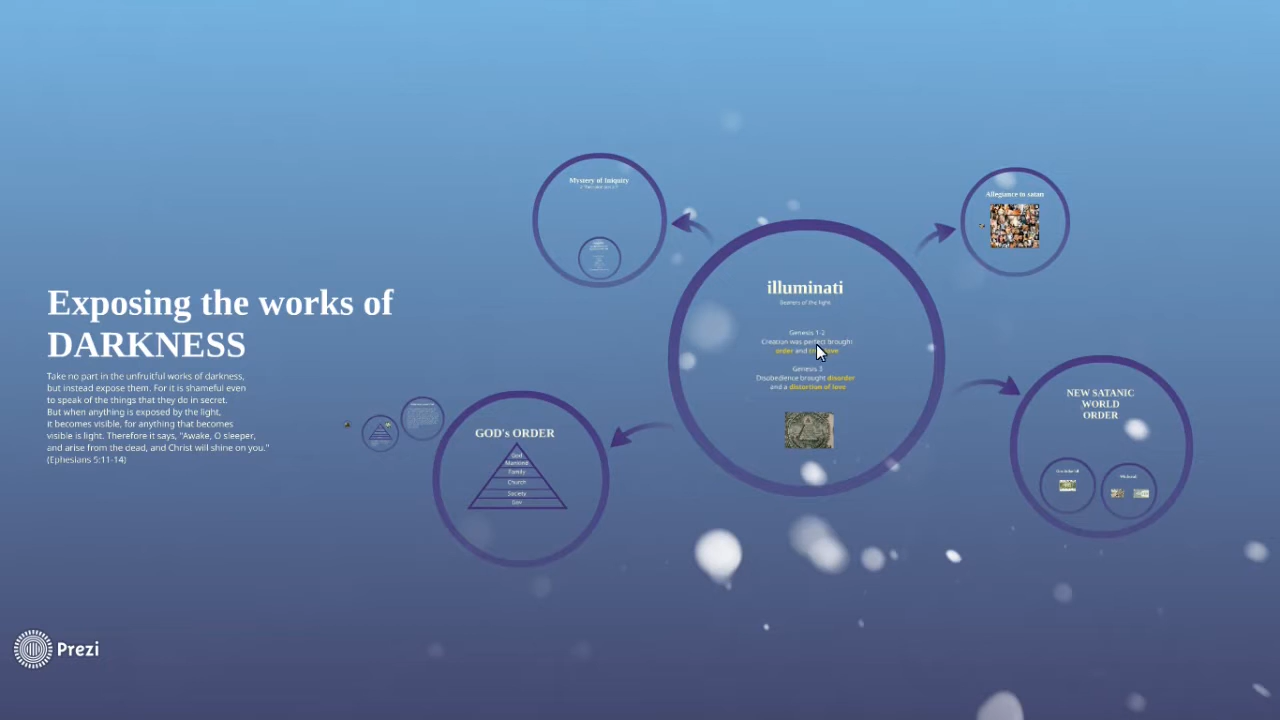 Exposing the works of
DARKNESS
Take no part in the unfruitful works of darkness,
but instead expose them. For it is shameful even
to speak of the things that they do in secret.
But when anything is exposed by the light,
it becomes visible, for anything that becomes
visible is light. Therefore it says, "Awake, O sleeper,
and arise from the dead, and Christ will shine on you."
(Ephesians 5:11-14)
Mystery of Iniquity
GOD's ORDER
God
Mankind
Family
Church
Society
Gov
illuminati
Bearers of the light
Genesis 1-2
Creation was perfect brought
order and love
Genesis 3
Disobedience brought disorder
and a distortion of love
Allegiance to satan
NEW SATANIC
WORLD
ORDER
Prezi